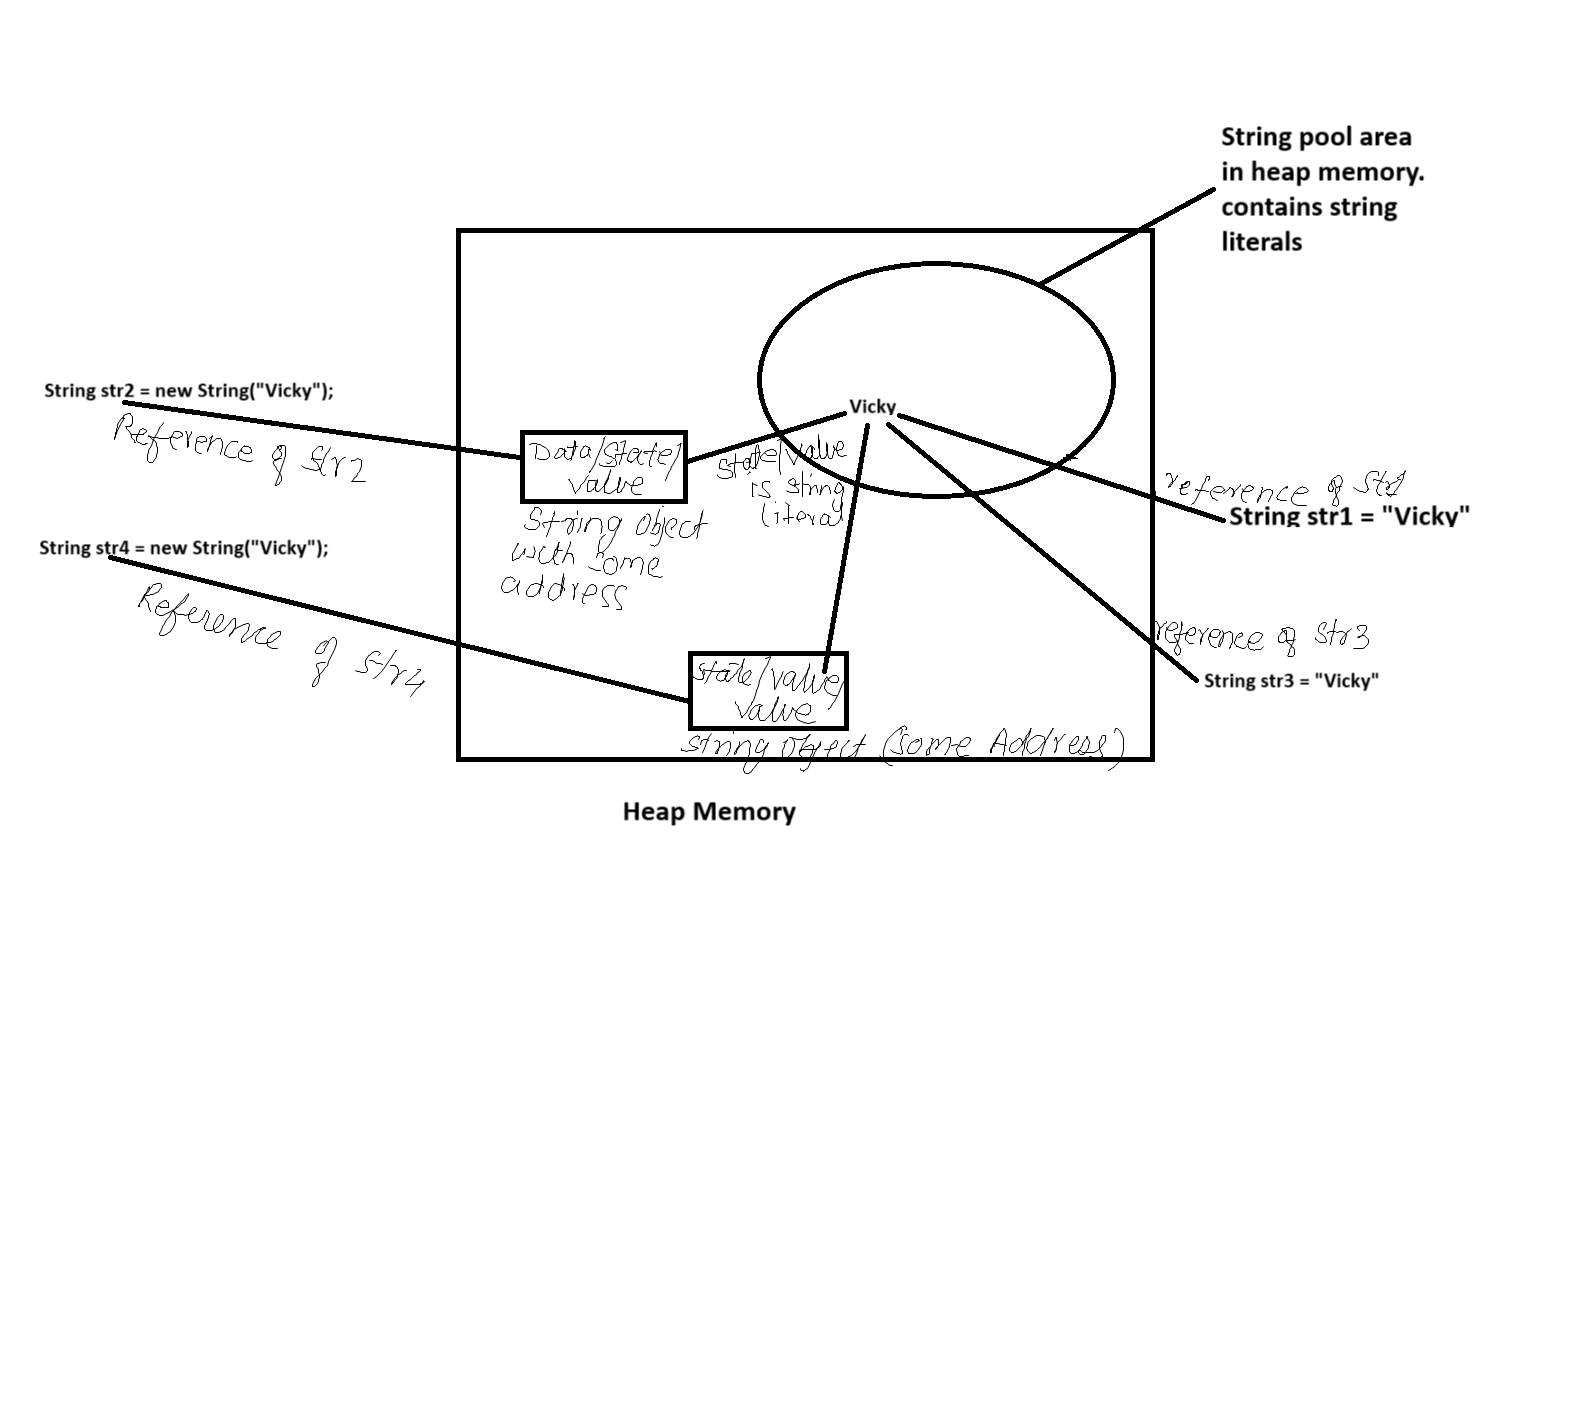 String pool area
in heap memory.
contains string
literals
String str2 = new String("Vicky");
Reference of str2
Vicky
Data/State/
value
State/value
is string
literal
String object
with some
address
reference of Str1
String str1 = "Vicky"
String str4 = new String("Vicky");
Reference of str4
reference of Str3
String str3 = "Vicky"
state/value/
value
string object (some Address)
Heap Memory